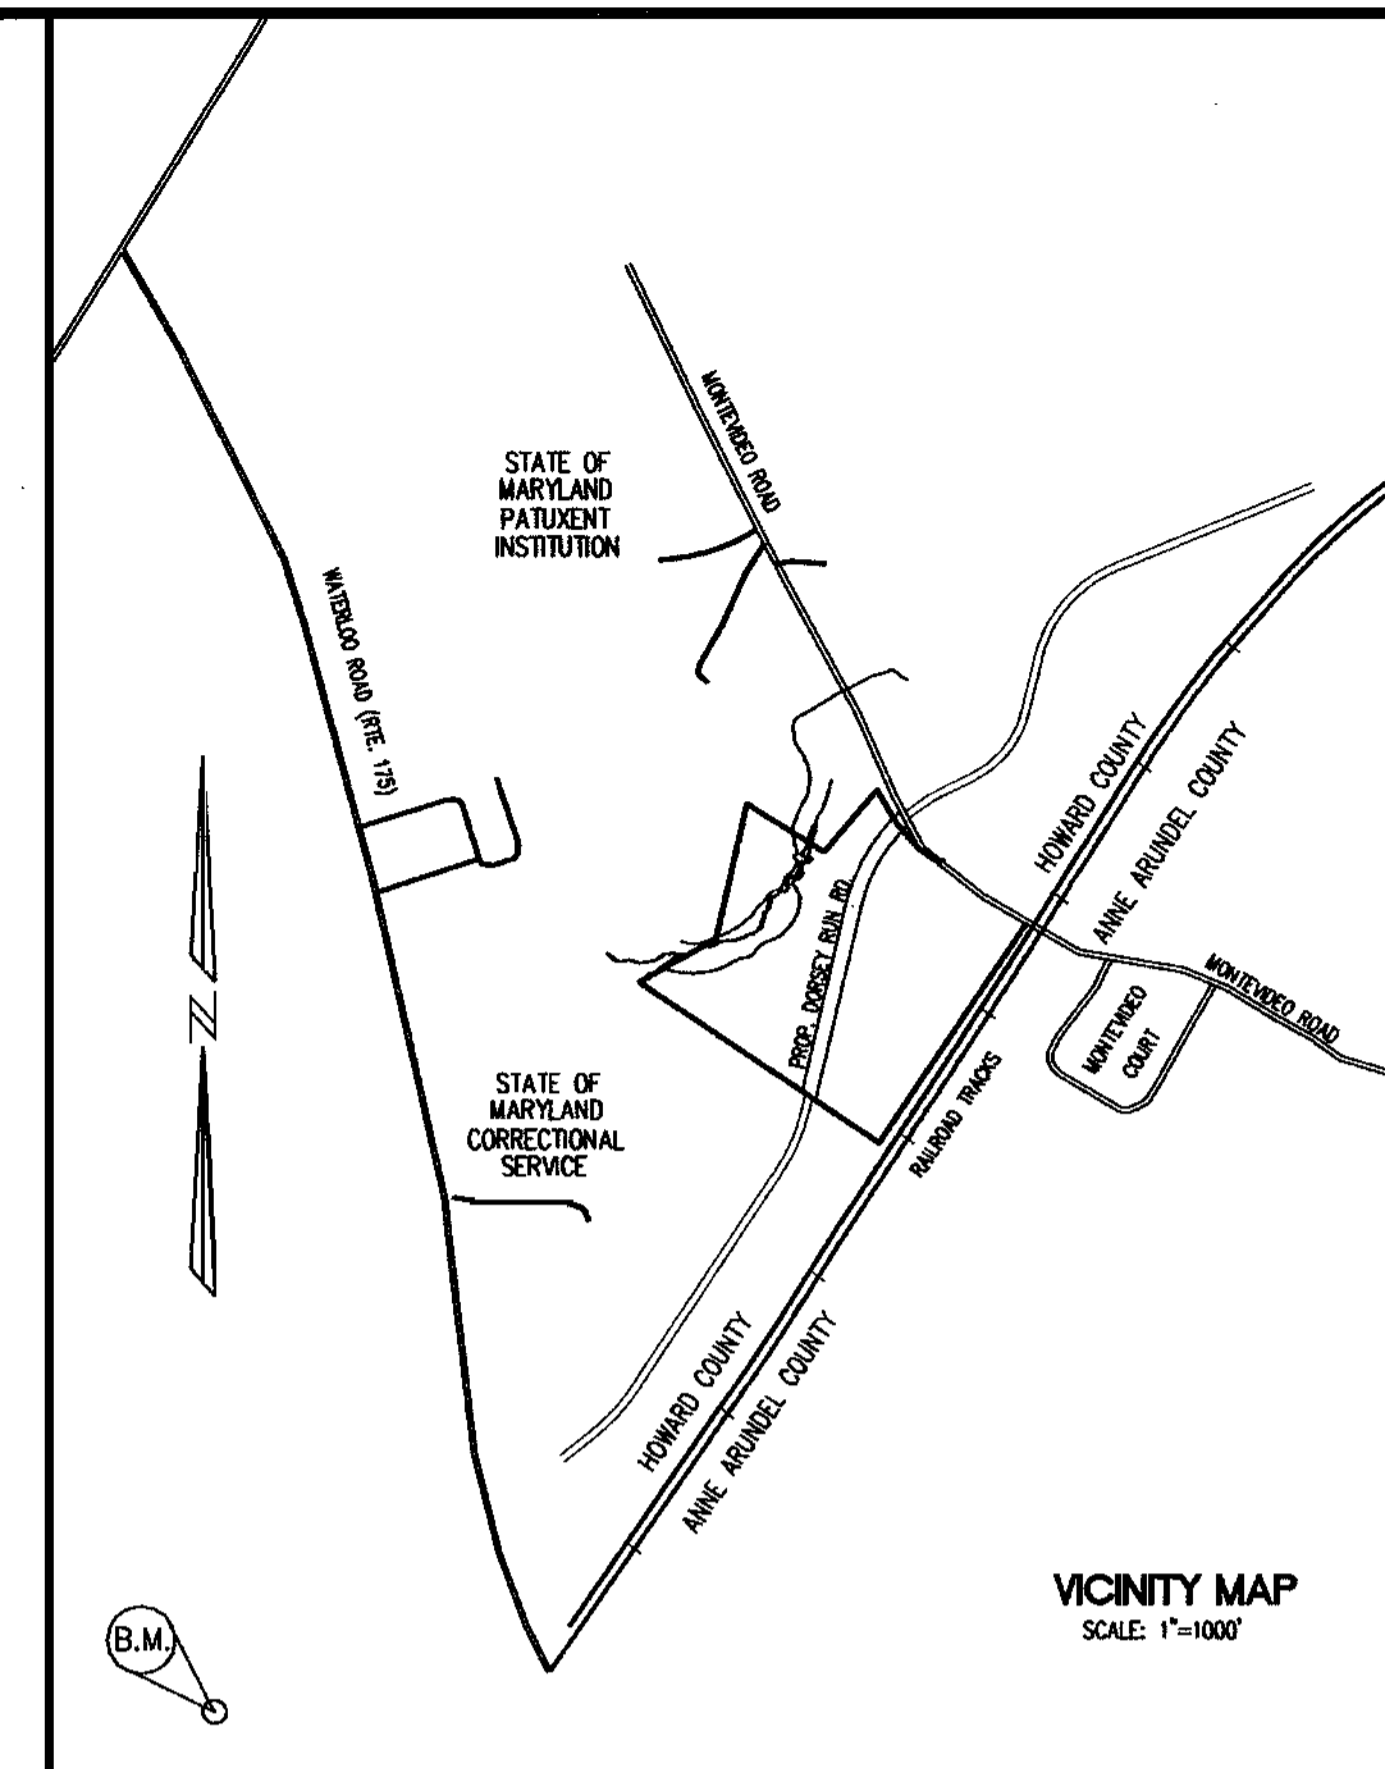 MONTEVIDEO ROAD
STATE OF
MARYLAND
PATUXENT
INSTITUTION
WATERLOO ROAD (RTE. 175)
HOWARD COUNTY
ANNE ARUNDEL COUNTY
PROP. DORSEY RUN RD.
MONTEVIDEO ROAD
MONTEVIDEO
COURT
N
RAILROAD TRACKS
STATE OF
MARYLAND
CORRECTIONAL
SERVICE
HOWARD COUNTY
ANNE ARUNDEL COUNTY
VICINITY MAP
SCALE: 1"=1000'
B.M.